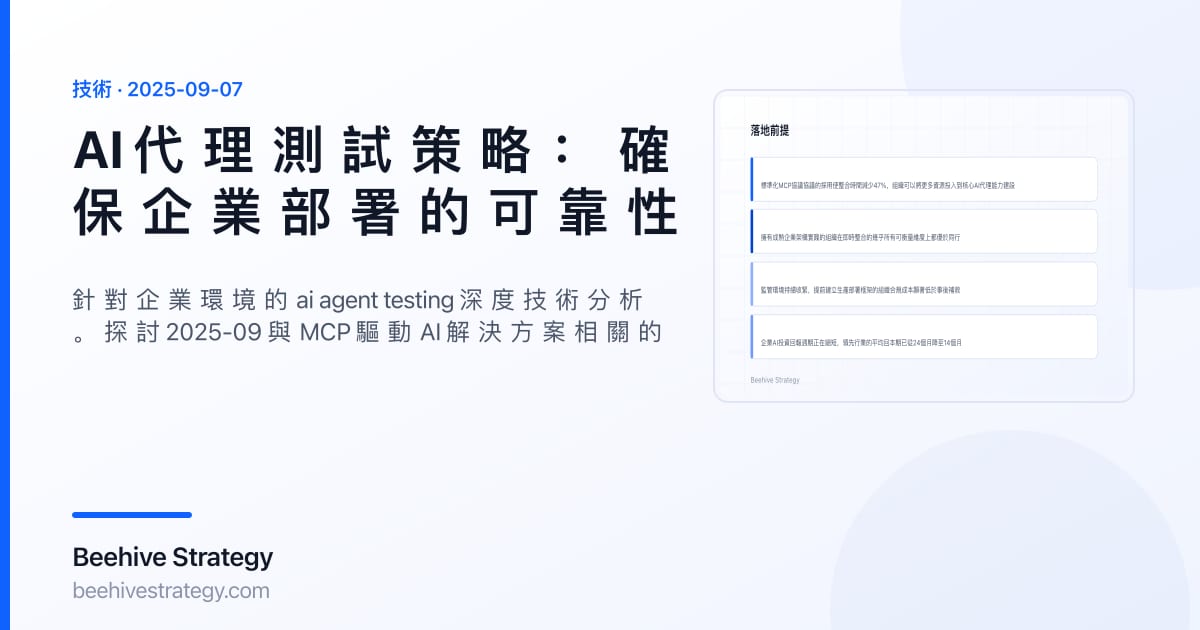 技術 · 2025-09-07
AI代理測試策略：確
保企業部署的可靠性
針對企業環境的 ai agent testing 深度技術分析
。探討 2025-09 與 MCP 驅動 AI 解決方案相關的
Beehive Strategy
beehivestrategy.com
落地前提
標準化MCP協議協議的採用使整合時間減少47%，組織可以將更多資源投入到核心AI代理能力建設
擁有成熟企業架構實踐的組織在即時整合的幾乎所有可衡量維度上都優於同行
監管環境持續收緊，提前建立生產部署框架的組織合規成本顯著低於事後補救
企業AI投資回報週期正在縮短，領先行業的平均回本期已從24個月降至14個月
Beehive Strategy